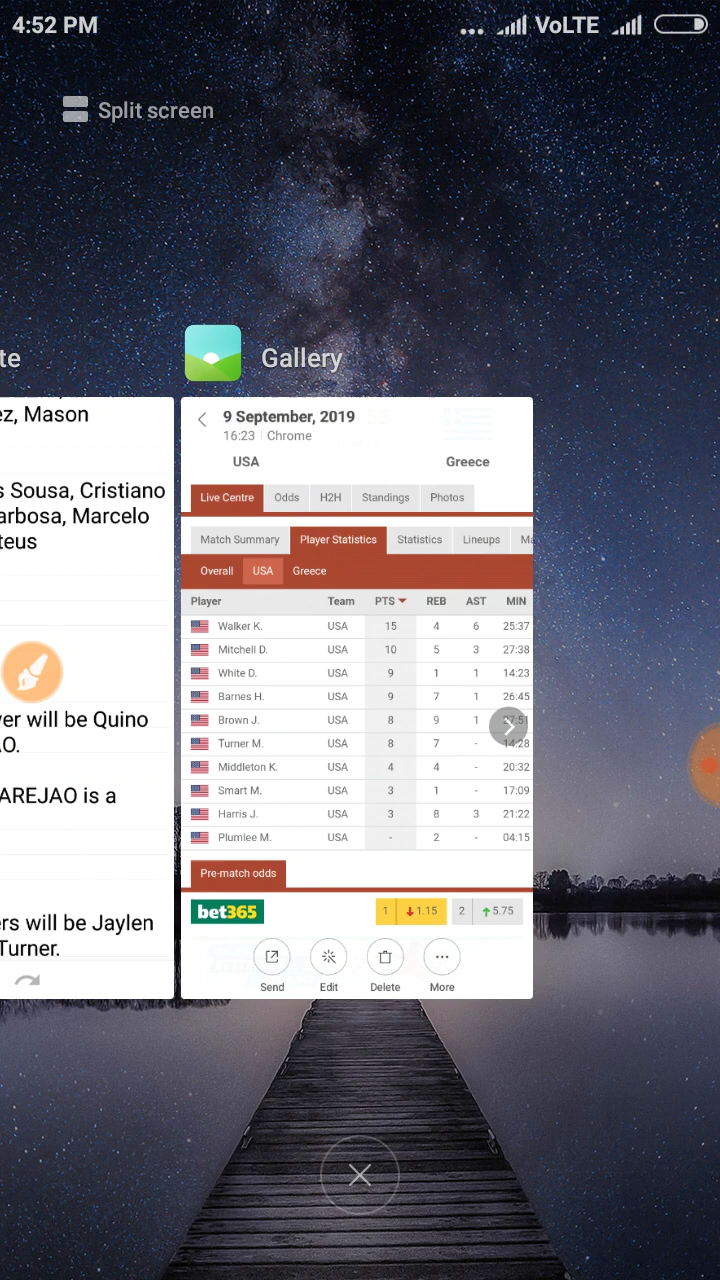 4:52 PM
... VoLTE
Split screen
te
Gallery
ez, Mason
s Sousa, Cristiano
arbosa, Marcelo
teus
ver will be Quino
AO.
AREJAO is a
ers will be Jaylen
Turner.
9 September, 2019
16:23 | Chrome
USA Greece
Live Centre Odds H2H Standings Photos
Match Summary Player Statistics Statistics Lineups Ma
Overall USA Greece
Player Team PTS REB AST MIN
Walker K. USA 15 4 6 25:37
Mitchell D. USA 10 5 3 27:38
White D. USA 9 1 1 14:23
Barnes H. USA 9 7 1 26:45
Brown J. USA 8 9 1 27:51
Turner M. USA 8 7 - 14:28
Middleton K. USA 4 4 - 20:32
Smart M. USA 3 1 - 17:09
Harris J. USA 3 8 3 21:22
Plumlee M. USA - 2 - 04:15
Pre-match odds
bet365 1 1.15 2 5.75
Send Edit Delete More